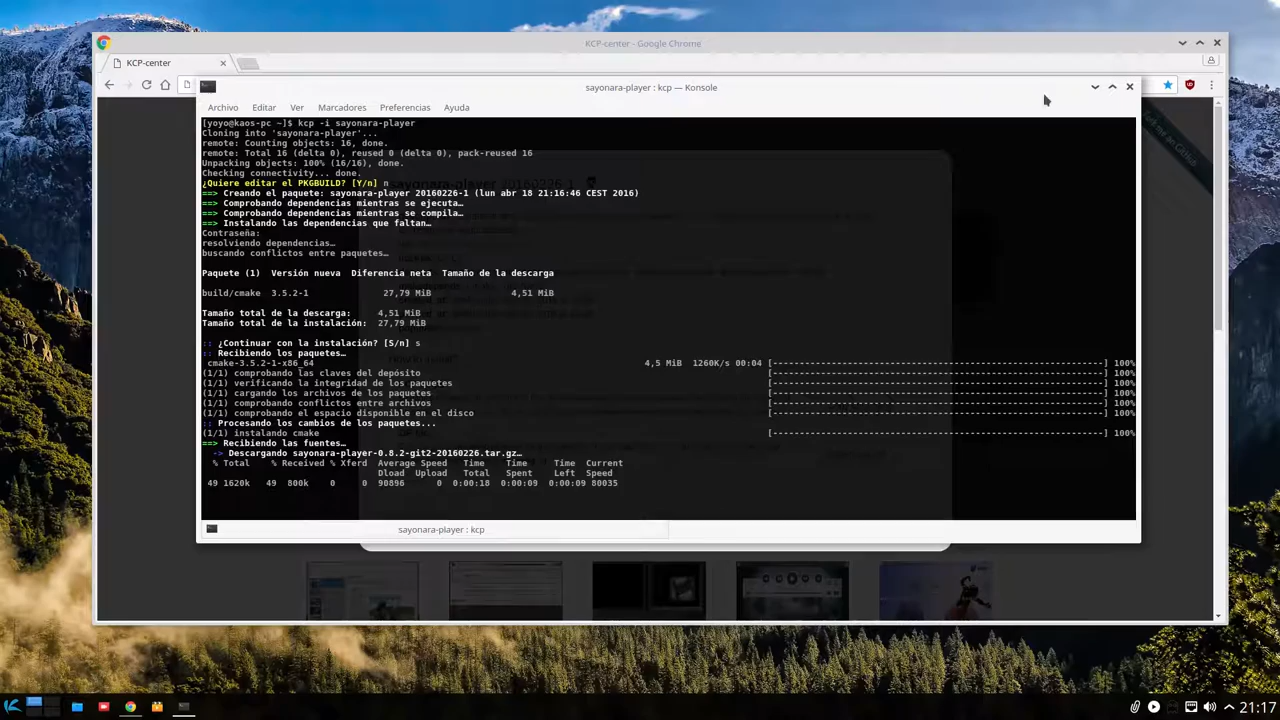 KCP-center - Google Chrome
KCP-center
sayonara-player : kcp — Konsole
Archivo Editar Ver Marcadores Preferencias Ayuda
[yoyo@kaos-pc ~]$ kcp -i sayonara-player
Cloning into 'sayonara-player'...
remote: Counting objects: 16, done.
remote: Total 16 (delta 0), reused 0 (delta 0), pack-reused 16
Unpacking objects: 100% (16/16), done.
Checking connectivity... done.
¿Quiere editar el PKGBUILD? [Y/n] n
==> Creando el paquete: sayonara-player 20160226-1 (lun abr 18 21:16:46 CEST 2016)
==> Comprobando dependencias mientras se ejecuta…
==> Comprobando dependencias mientras se compila…
==> Instalando las dependencias que faltan…
Contraseña:
resolviendo dependencias…
buscando conflictos entre paquetes…
Paquete (1) Versión nueva Diferencia neta Tamaño de la descarga
build/cmake 3.5.2-1 27,79 MiB 4,51 MiB
Tamaño total de la descarga: 4,51 MiB
Tamaño total de la instalación: 27,79 MiB
:: ¿Continuar con la instalación? [S/n] s
:: Recibiendo los paquetes…
cmake-3.5.2-1-x86_64 4,5 MiB 1260K/s 00:04 [----------------------------------------------------------] 100%
(1/1) comprobando las claves del depósito [----------------------------------------------------------] 100%
(1/1) verificando la integridad de los paquetes [----------------------------------------------------------] 100%
(1/1) cargando los archivos de los paquetes [----------------------------------------------------------] 100%
(1/1) comprobando conflictos entre archivos [----------------------------------------------------------] 100%
(1/1) comprobando el espacio disponible en el disco [----------------------------------------------------------] 100%
:: Procesando los cambios de los paquetes...
(1/1) instalando cmake [----------------------------------------------------------] 100%
==> Recibiendo las fuentes…
-> Descargando sayonara-player-0.8.2-git2-20160226.tar.gz…
% Total % Received % Xferd Average Speed Time Time Time Current
Dload Upload Total Spent Left Speed
49 1620k 49 800k 0 0 90896 0 0:00:18 0:00:09 0:00:09 80035
sayonara-player : kcp
21:17